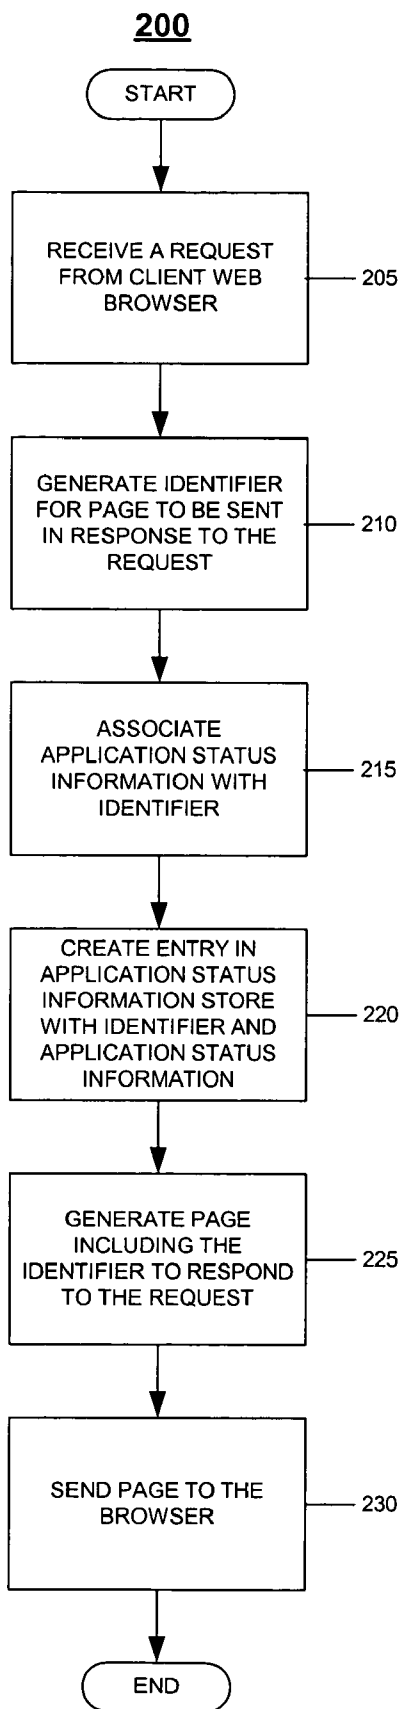 200
START
RECEIVE A REQUEST
FROM CLIENT WEB
BROWSER
205
GENERATE IDENTIFIER
FOR PAGE TO BE SENT
IN RESPONSE TO THE
REQUEST
210
ASSOCIATE
APPLICATION STATUS
INFORMATION WITH
IDENTIFIER
215
CREATE ENTRY IN
APPLICATION STATUS
INFORMATION STORE
WITH IDENTIFIER AND
APPLICATION STATUS
INFORMATION
220
GENERATE PAGE
INCLUDING THE
IDENTIFIER TO RESPOND
TO THE REQUEST
225
SEND PAGE TO THE
BROWSER
230
END